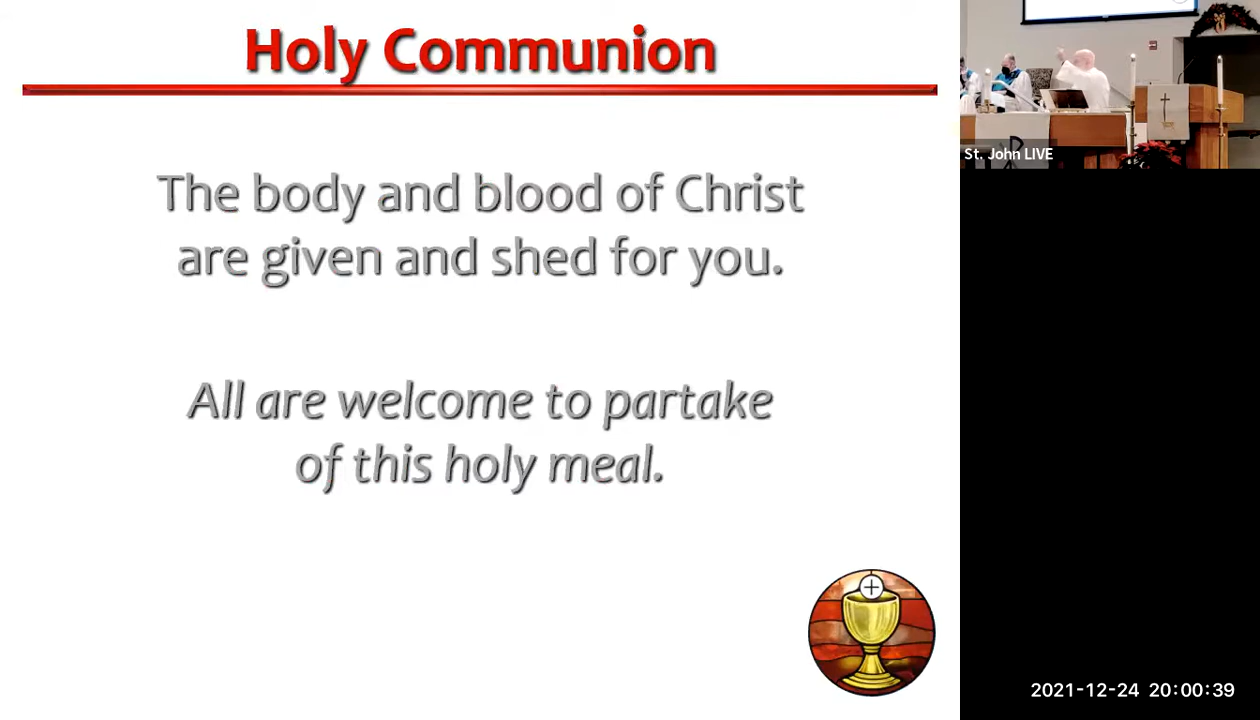 Holy Communion
The body and blood of Christ
are given and shed for you.
All are welcome to partake
of this holy meal.
St. John LIVE
2021-12-24 20:00:39